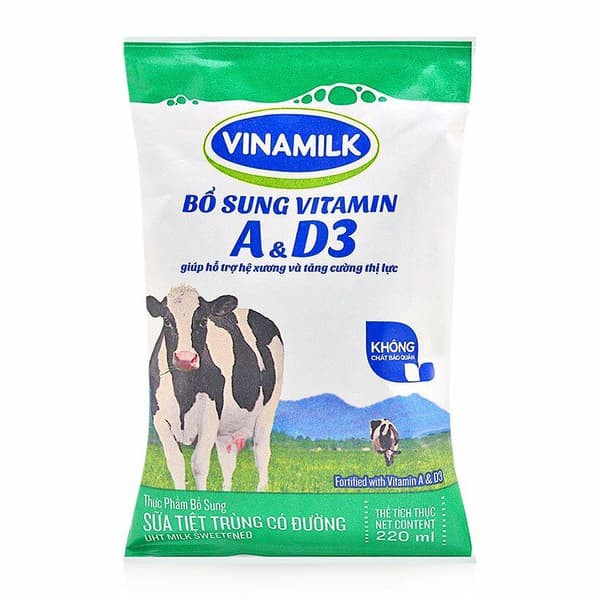 VINAMILK
BỔ SUNG VITAMIN
A & D3
giúp hỗ trợ hệ xương và tăng cường thị lực
KHÔNG
CHẤT BẢO QUẢN
Fortified with Vitamin A & D3
Thực Phẩm Bổ Sung
SỮA TIỆT TRÙNG CÓ ĐƯỜNG
UHT MILK SWEETENED
THỂ TÍCH THỰC
NET CONTENT
220 ml